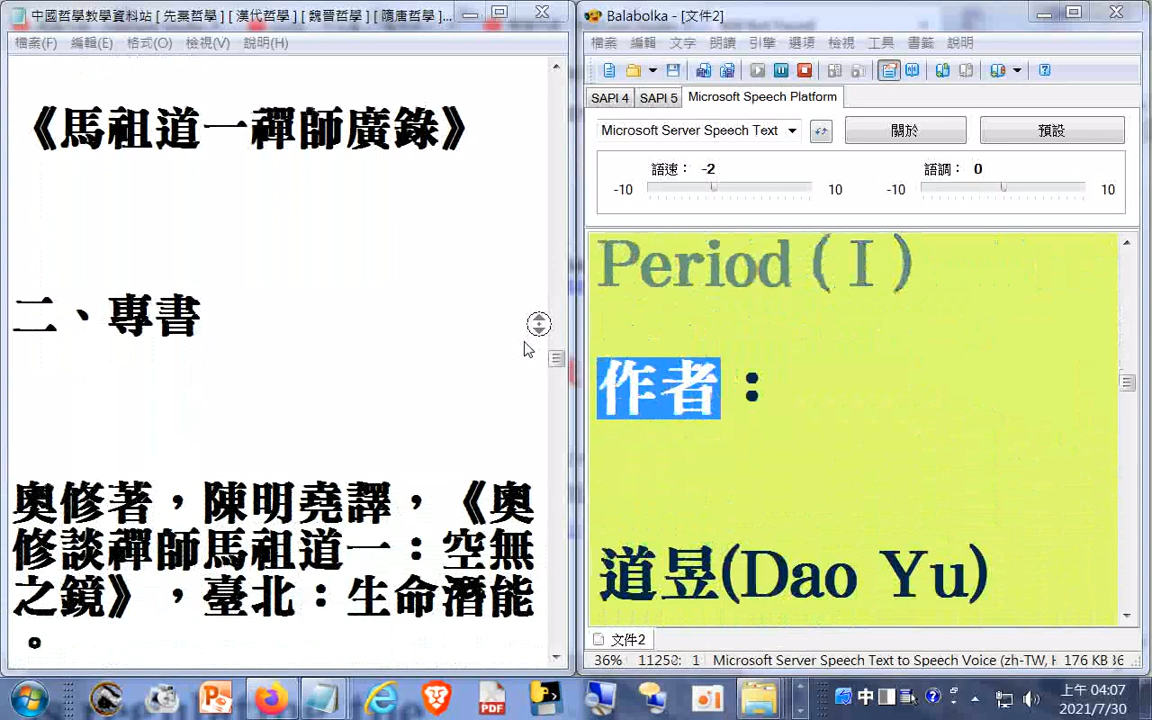 中國哲學教學資料站 [ 先秦哲學 ] [ 漢代哲學 ] [ 魏晉哲學 ] [ 隋唐哲學 ]...
檔案(F) 編輯(E) 格式(O) 檢視(V) 說明(H)
《馬祖道一禪師廣錄》
二、專書
奧修著，陳明堯譯，《奧
修談禪師馬祖道一：空無
之鏡》，臺北：生命潛能
。
Balabolka - [文件2]
檔案 編輯 文字 朗讀 引擎 選項 檢視 工具 書籤 說明
SAPI 4 SAPI 5 Microsoft Speech Platform
Microsoft Server Speech Text 關於 預設
語速： -2 語調： 0
-10 10 -10 10
Period（Ｉ）
作者：
道昱(Dao Yu)
文件2
36% Microsoft Server Speech Text to Speech Voice (zh-TW, H 176 KB
中
上午 04:07
2021/7/30